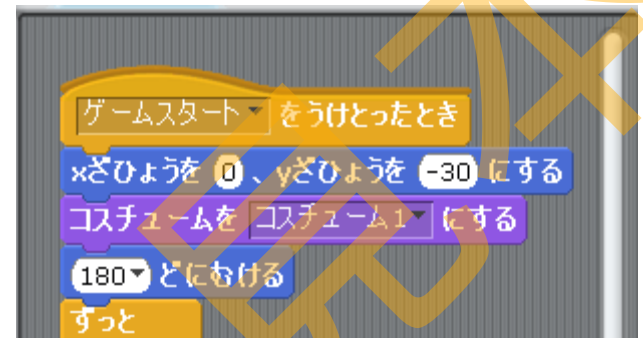 ゲームスタート をうけとったとき
xざひょうを 0 、yざひょうを -30 にする
コスチュームを コスチューム1 にする
180 どにむける
ずっと